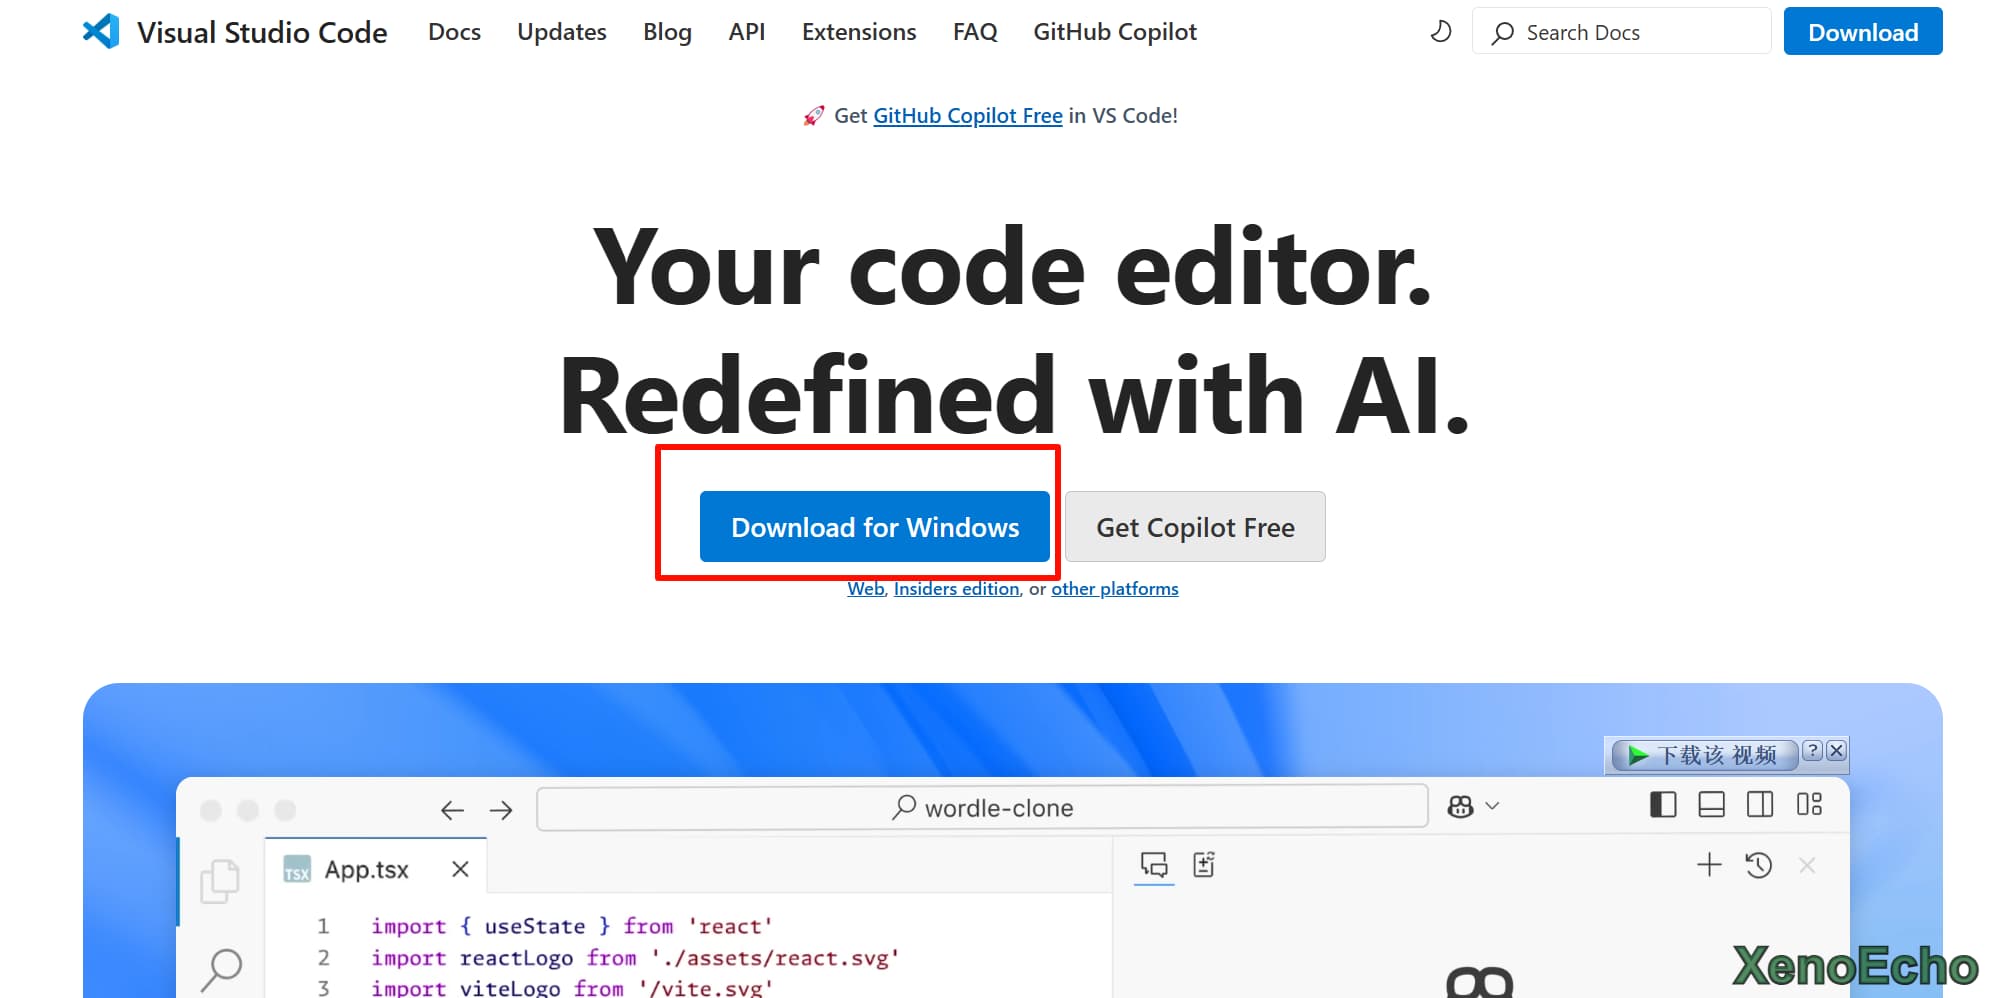 Visual Studio Code Docs Updates Blog API Extensions FAQ GitHub Copilot Search Docs Download
🚀 Get GitHub Copilot Free in VS Code!
Your code editor.
Redefined with AI.
Download for Windows Get Copilot Free
Web, Insiders edition, or other platforms
下载该 视频 ?
wordle-clone
TSX App.tsx
1 import { useState } from 'react'
2 import reactLogo from './assets/react.svg'
3 import viteLogo from '/vite.svg'
XenoEcho